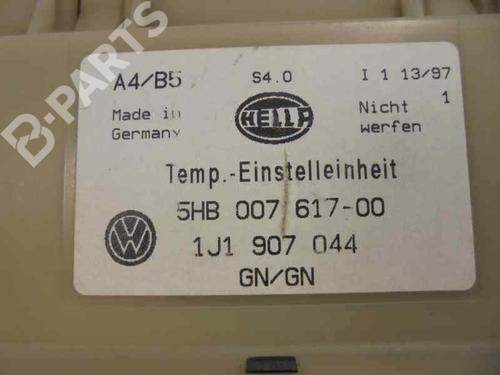 A4/B5 S4.0 I 1 13/97
Made in Nicht 1
Germany HELLA werfen
Temp.-Einstelleinheit
5HB 007 617-00
1J1 907 044
GN/GN
B-PARTS